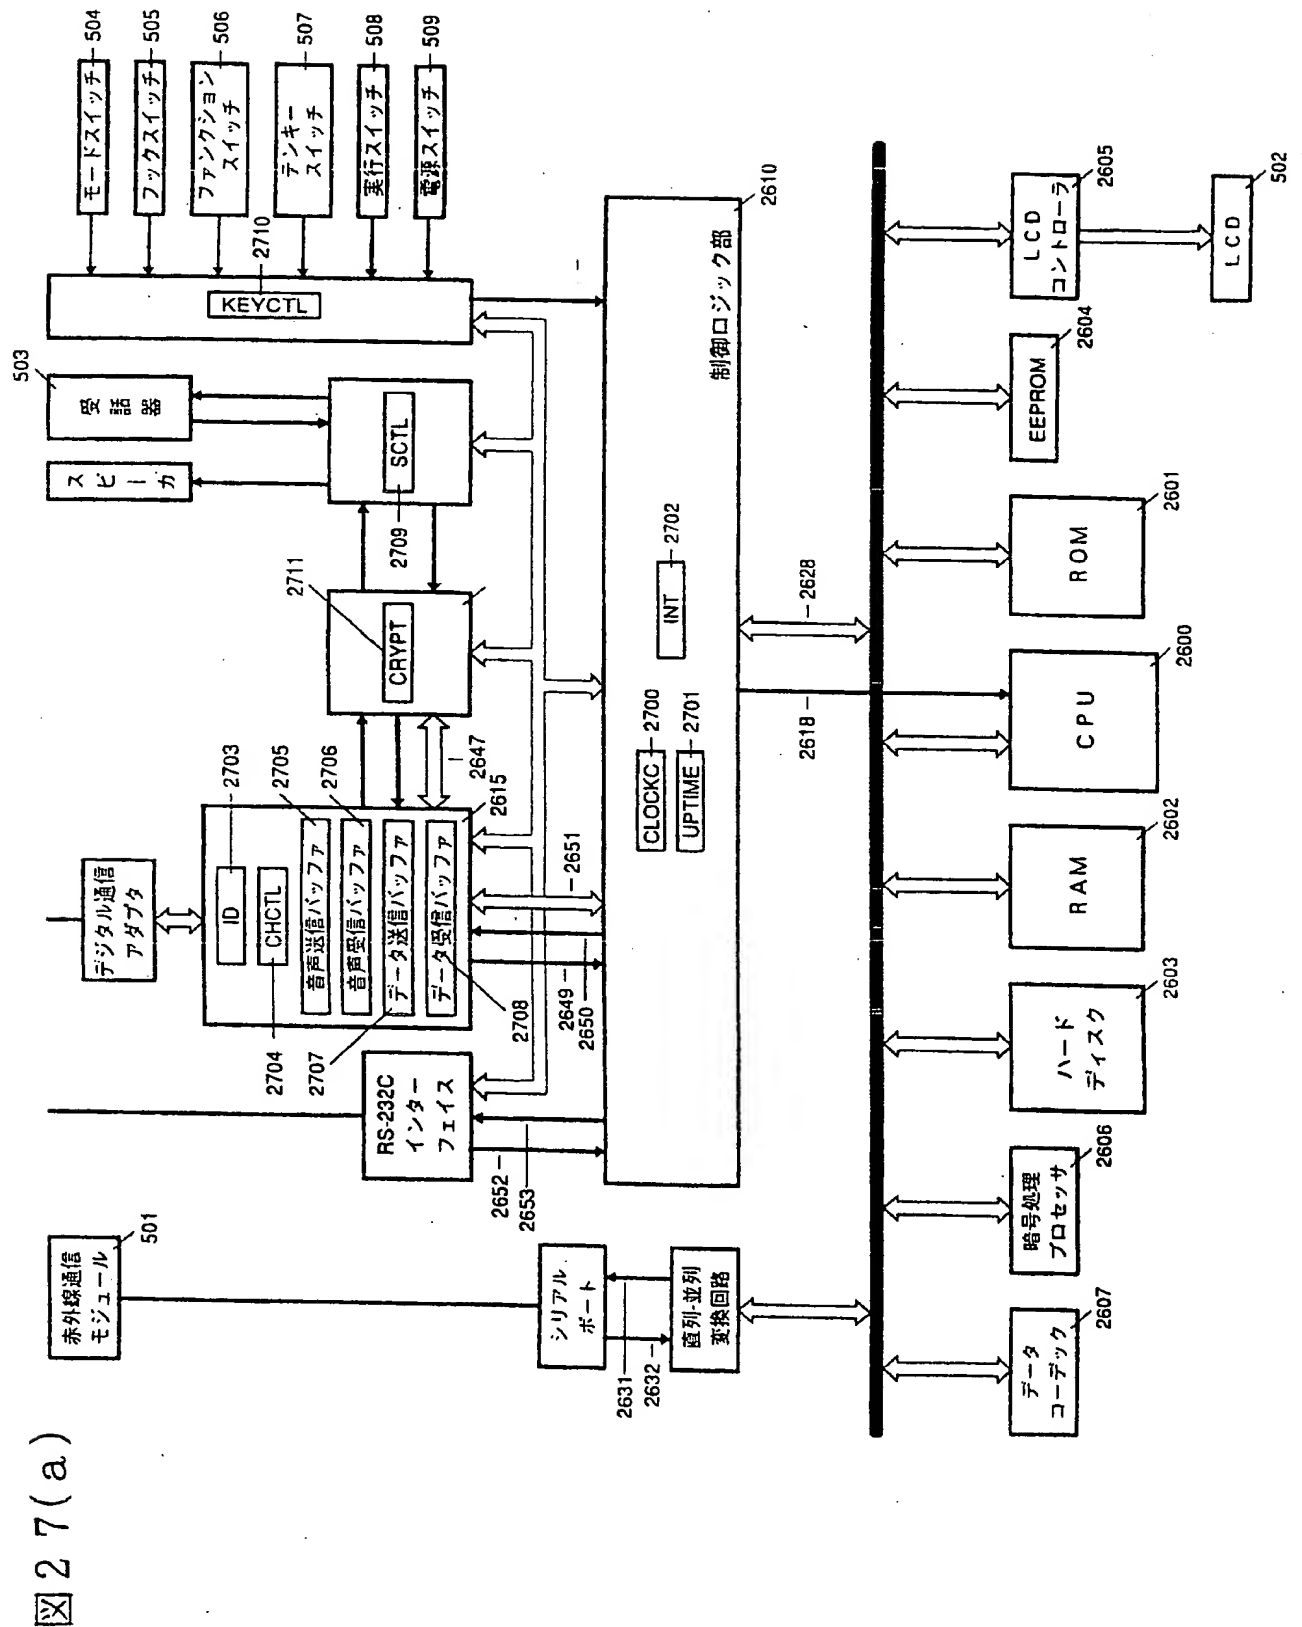 図27(a)
赤外線通信
モジュール
501
シリアル
ポート
2631
2632
直列-並列
変換回路
RS-232C
インター
フェイス
2652
2653
デジタル通信
アダプタ
ID
2703
CHCTL
2704
音声送信バッファ
2705
音声受信バッファ
2706
データ送信バッファ
2707
データ受信バッファ
2708
2615
2647
2649
2650
2651
CRYPT
2711
スピーカ
受話器
503
SCTL
2709
KEYCTL
2710
モードスイッチ
504
フックスイッチ
505
ファンクション
スイッチ
506
テンキー
スイッチ
507
実行スイッチ
508
電源スイッチ
509
CLOCKC
2700
UPTIME
2701
INT
2702
制御ロジック部
2610
2618
2628
データ
コーデック
2607
暗号処理
プロセッサ
2606
ハード
ディスク
2603
RAM
2602
CPU
2600
ROM
2601
EEPROM
2604
LCD
コントローラ
2605
LCD
502